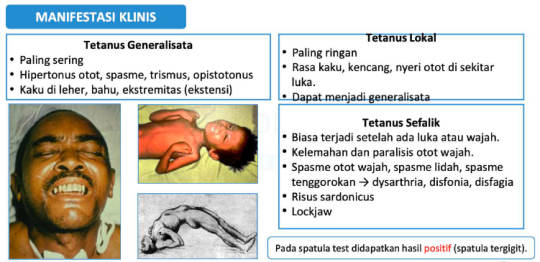 MANIFESTASI KLINIS
Tetanus Generalisata
• Paling sering
• Hipertonus otot, spasme, trismus, opistotonus
• Kaku di leher, bahu, ekstremitas (ekstensi)
Tetanus Lokal
• Paling ringan
• Rasa kaku, kencang, nyeri otot di sekitar
luka.
• Dapat menjadi generalisata
Tetanus Sefalik
• Biasa terjadi setelah ada luka atau wajah.
• Kelemahan dan paralisis otot wajah.
• Spasme otot wajah, spasme lidah, spasme
tenggorokan → dysarthria, disfonia, disfagia
• Risus sardonicus
• Lockjaw
Pada spatula test didapatkan hasil positif (spatula tergigit).